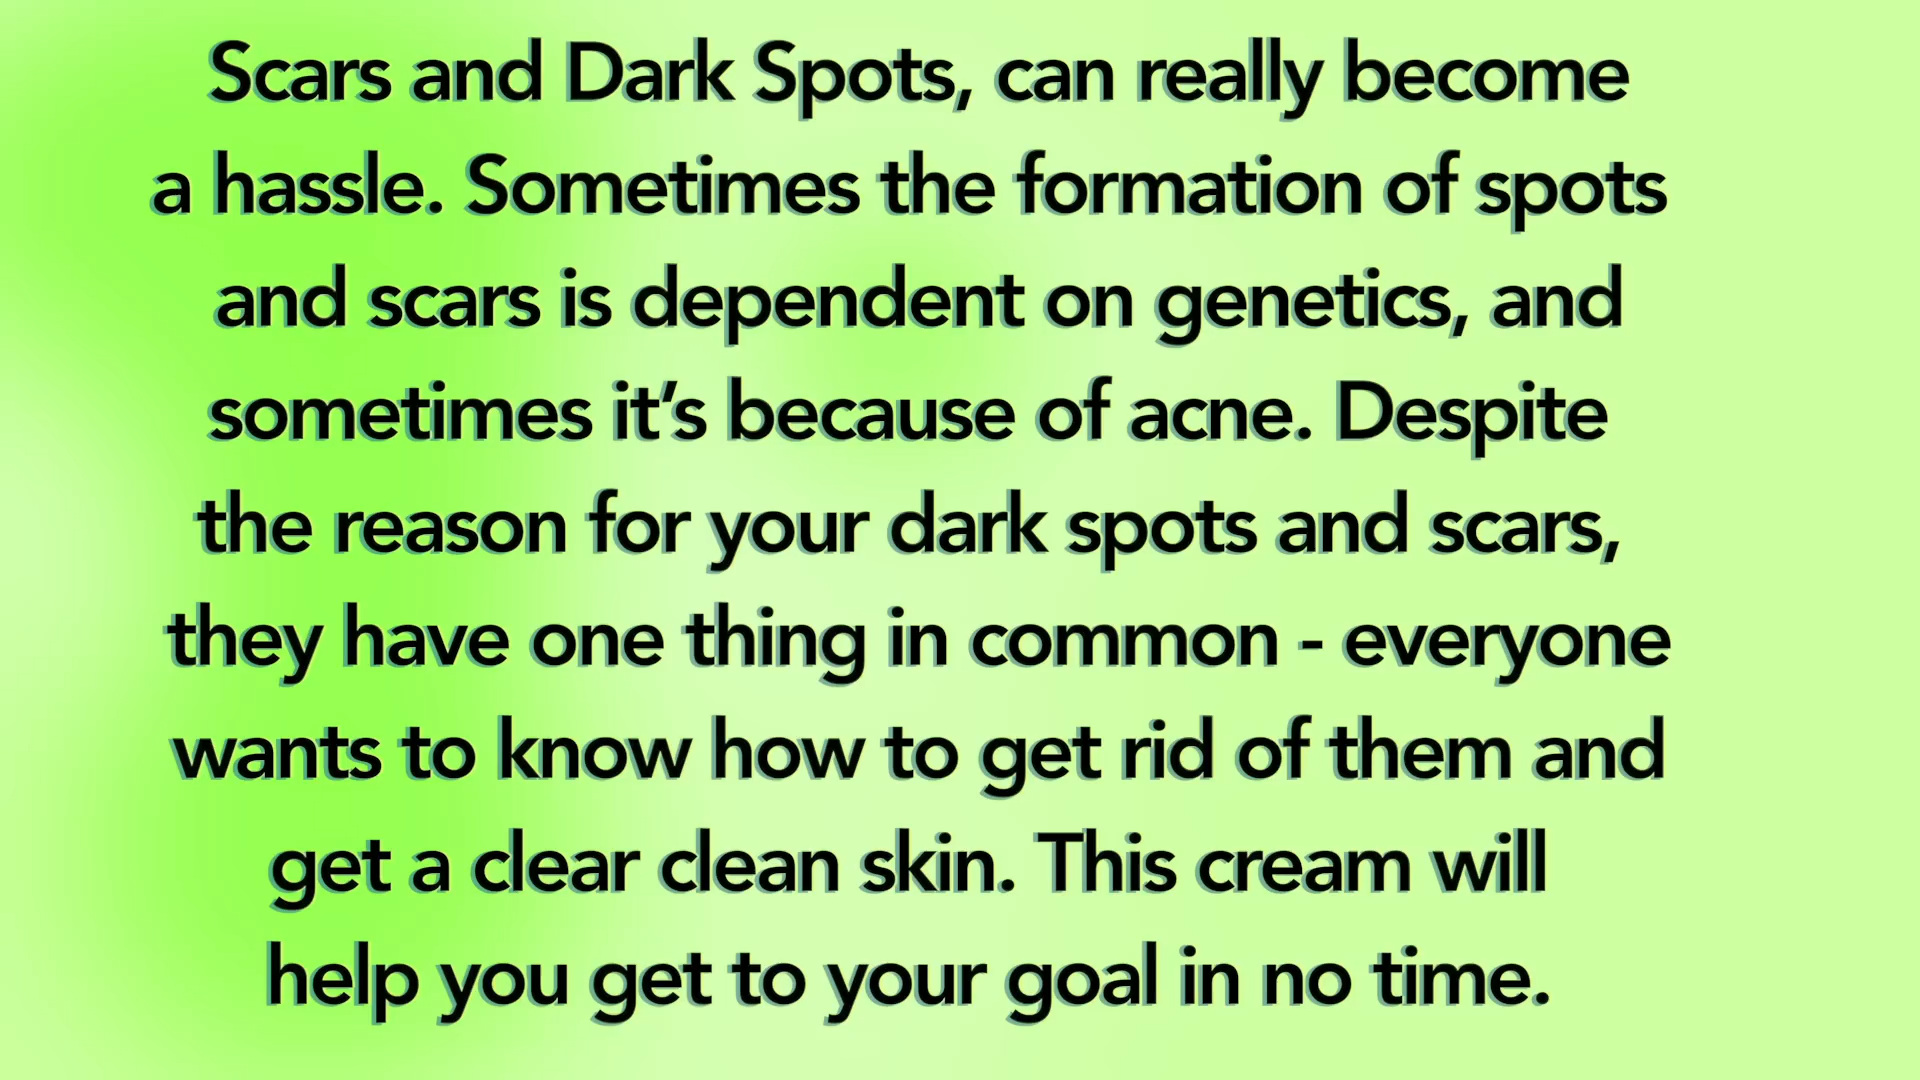 Scars and Dark Spots, can really become
a hassle. Sometimes the formation of spots
and scars is dependent on genetics, and
sometimes it’s because of acne. Despite
the reason for your dark spots and scars,
they have one thing in common - everyone
wants to know how to get rid of them and
get a clear clean skin. This cream will
help you get to your goal in no time.